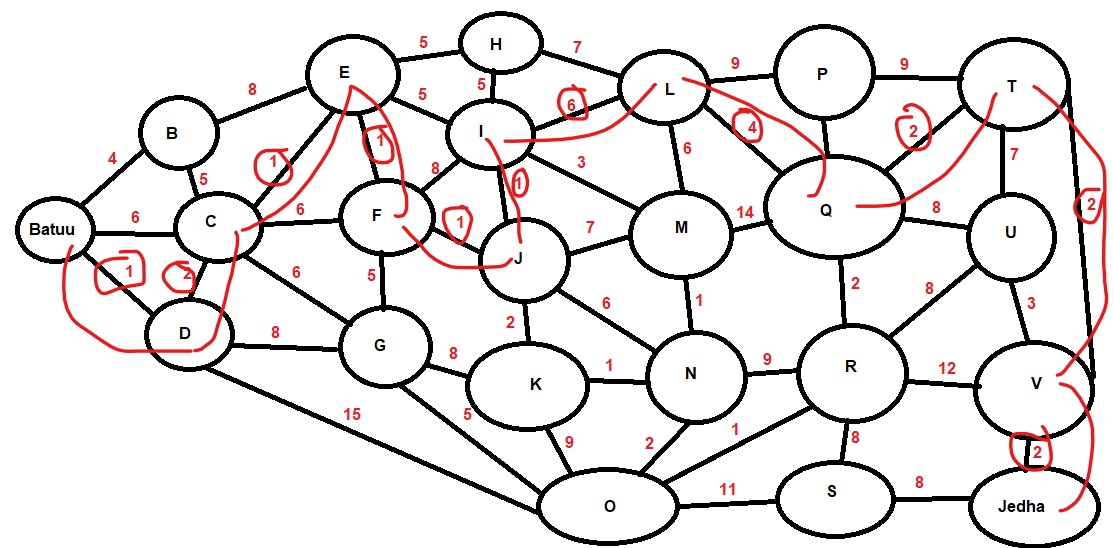 5 H 7
E 9 P 9 T
8 5 5 6 L
B I 4 2
4 5 1 1 8 3 6 7
6 C 6 F 1 1 M 14 Q 8 U 2
Batuu J 7
1 2 6 5 6 1 2 8 3
D 8 G 2 N 9 R 12 V
8 K 1
15 5 9 2 1 8 2
O 11 S 8 Jedha